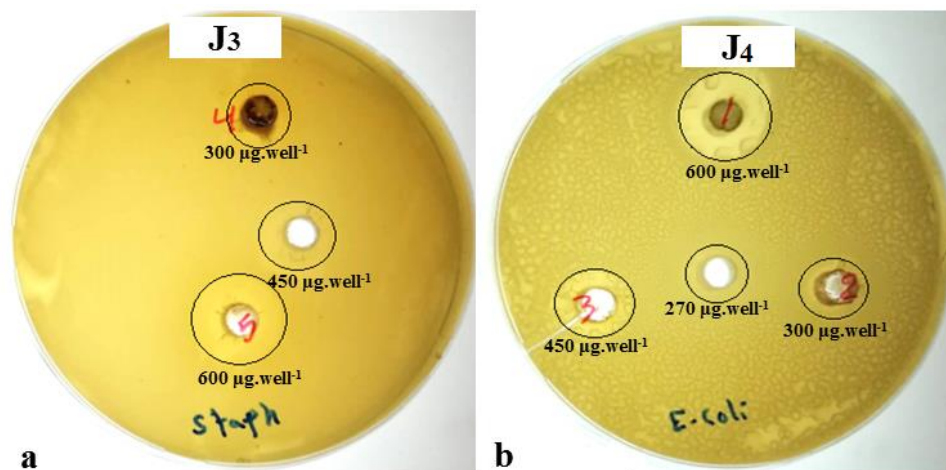 J3
4
300 µg.well-1
450 µg.well-1
5
600 µg.well-1
staph
a
J4
1
600 µg.well-1
3
450 µg.well-1
270 µg.well-1
2
300 µg.well-1
E-coli
b